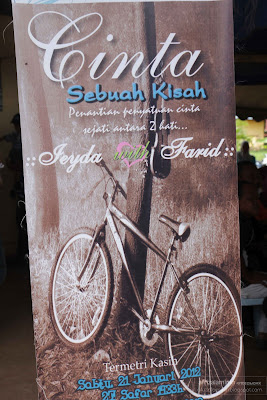 Cinta
Sebuah Kisah
Penantian penyatuan cinta
sejati antara 2 hati...
.:: Ieyda with Farid ::.
Termetri Kasih
Sabtu, 21 Januari 2012
27 Safar 1433h